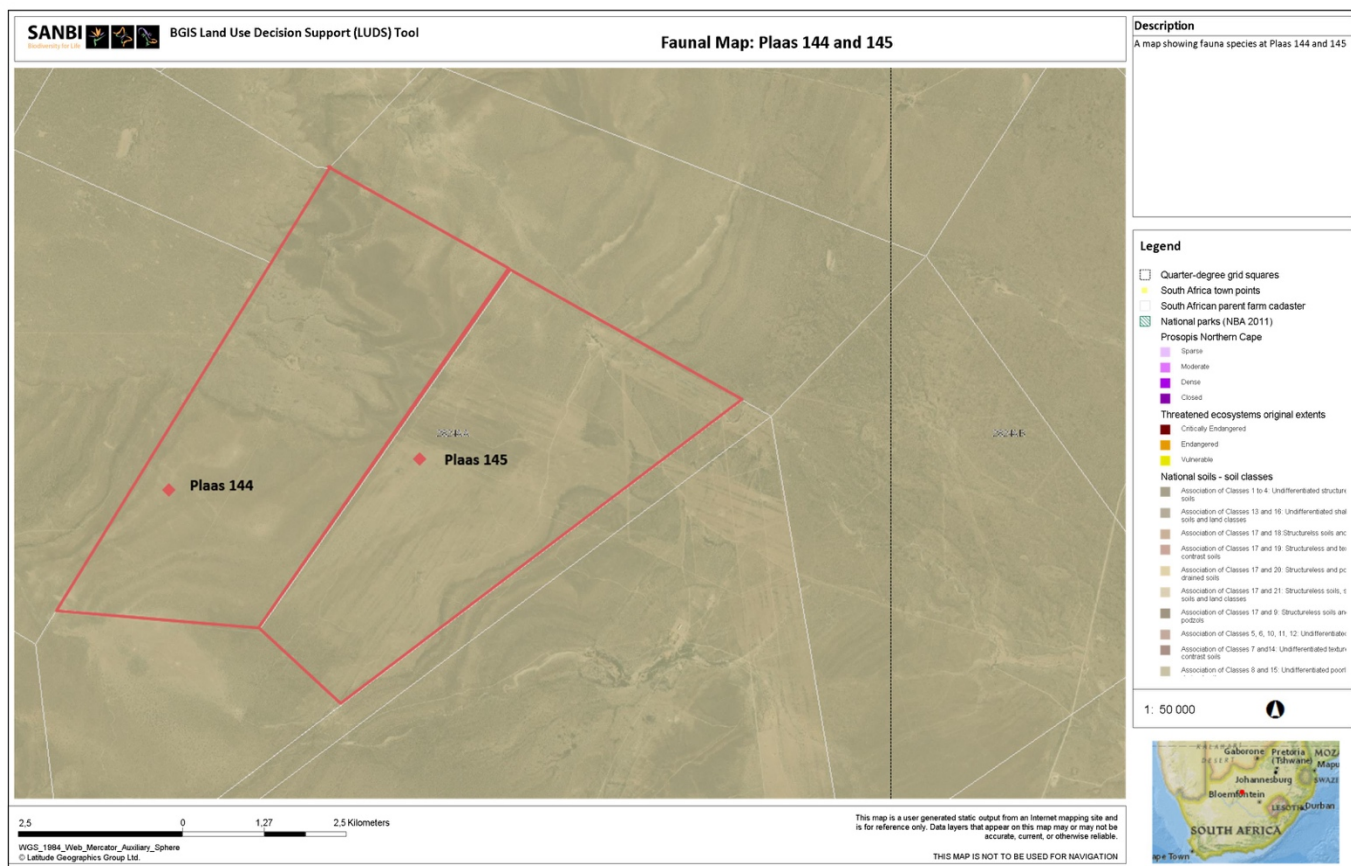 SANBI
Biodiversity for Life
BGIS Land Use Decision Support (LUDS) Tool
Faunal Map: Plaas 144 and 145
Plaas 144
Plaas 145
Description
A map showing fauna species at Plaas 144 and 145
Legend
Quarter-degree grid squares
South Africa town points
South African parent farm cadaster
National parks (NBA 2011)
Prosopis Northern Cape
Sparse
Moderate
Dense
Closed
Threatened ecosystems original extents
Critically Endangered
Endangered
Vulnerable
National soils - soil classes
Association of Classes 1 to 4: Undifferentiated structure
soils
Association of Classes 13 and 16: Undifferentiated shal
soils and land classes
Association of Classes 17 and 18:Structureless soils and
Association of Classes 17 and 19: Structureless and te
contrast soils
Association of Classes 17 and 20: Structureless and po
drained soils
Association of Classes 17 and 21: Structureless soils, s
soils and land classes
Association of Classes 17 and 9: Structureless soils an
podzols
Association of Classes 5, 6, 10, 11, 12: Undifferentiated
Association of Classes 7 and14: Undifferentiated texture
contrast soils
Association of Classes 8 and 15: Undifferentiated poorl
1: 50 000
Gaborone
Pretoria
(Tshwane)
MOZ
Mapu
DESERT
Johannesburg
SWAZI
Bloemfontein
LESOTHO
Durban
SOUTH AFRICA
ape Town
2,5 0 1,27 2,5 Kilometers
WGS_1984_Web_Mercator_Auxiliary_Sphere
© Latitude Geographics Group Ltd.
This map is a user generated static output from an Internet mapping site and
is for reference only. Data layers that appear on this map may or may not be
accurate, current, or otherwise reliable.
THIS MAP IS NOT TO BE USED FOR NAVIGATION